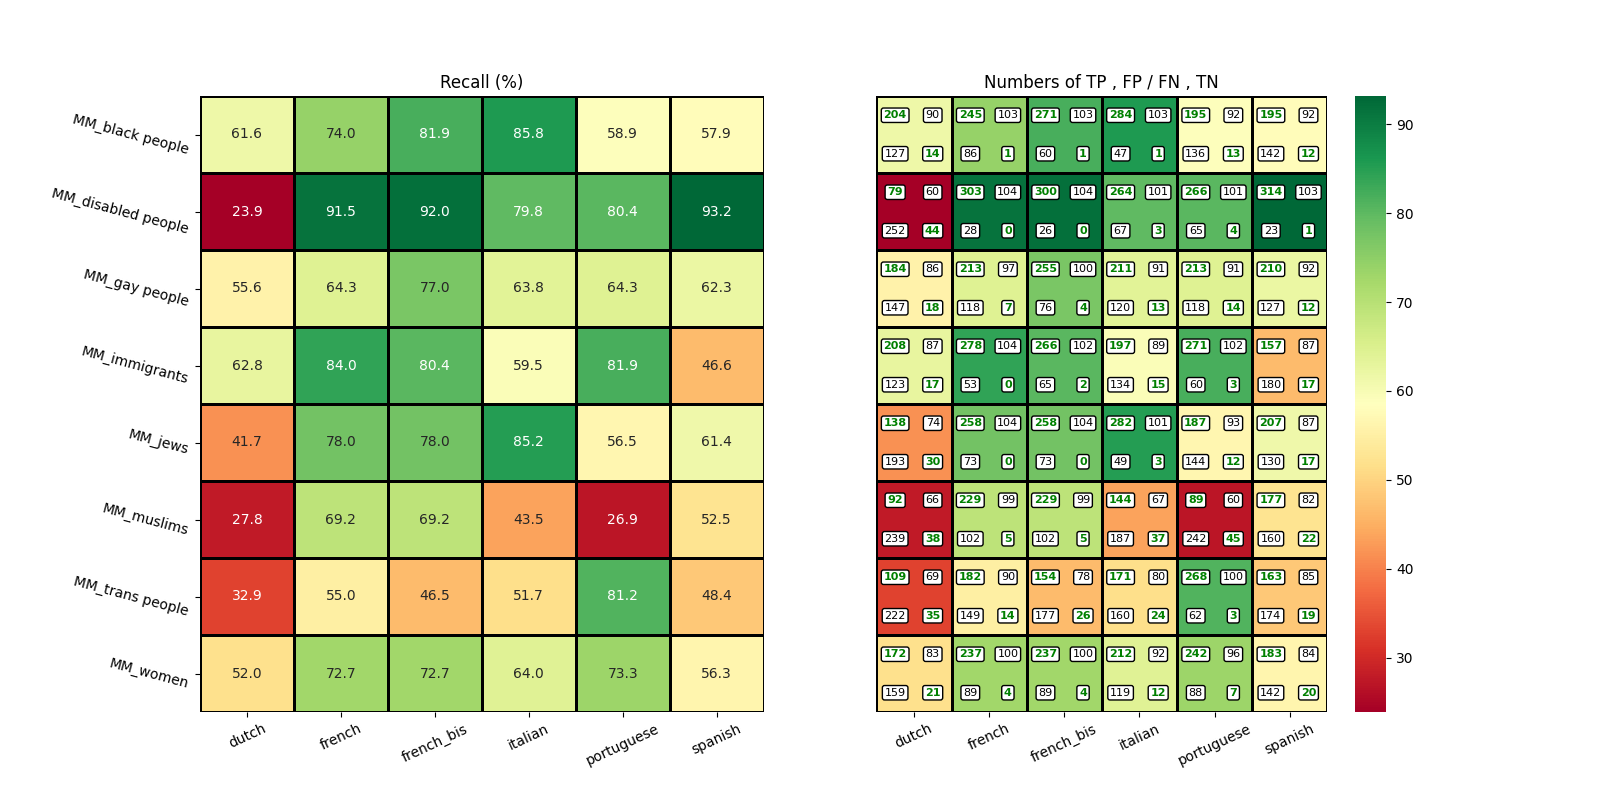 Recall (%)
Numbers of TP , FP / FN , TN
MM_black people
61.6 74.0 81.9 85.8 58.9 57.9
204 90 245 103 271 103 284 103 195 92 195 92
127 14 86 1 60 1 47 1 136 13 142 12
MM_disabled people
23.9 91.5 92.0 79.8 80.4 93.2
79 60 303 104 300 104 264 101 266 101 314 103
252 44 28 0 26 0 67 3 65 4 23 1
MM_gay people
55.6 64.3 77.0 63.8 64.3 62.3
184 86 213 97 255 100 211 91 213 91 210 92
147 18 118 7 76 4 120 13 118 14 127 12
MM_immigrants
62.8 84.0 80.4 59.5 81.9 46.6
208 87 278 104 266 102 197 89 271 102 157 87
123 17 53 0 65 2 134 15 60 3 180 17
MM_jews
41.7 78.0 78.0 85.2 56.5 61.4
138 74 258 104 258 104 282 101 187 93 207 87
193 30 73 0 73 0 49 3 144 12 130 17
MM_muslims
27.8 69.2 69.2 43.5 26.9 52.5
92 66 229 99 229 99 144 67 89 60 177 82
239 38 102 5 102 5 187 37 242 45 160 22
MM_trans people
32.9 55.0 46.5 51.7 81.2 48.4
109 69 182 90 154 78 171 80 268 100 163 85
222 35 149 14 177 26 160 24 62 3 174 19
MM_women
52.0 72.7 72.7 64.0 73.3 56.3
172 83 237 100 237 100 212 92 242 96 183 84
159 21 89 4 89 4 119 12 88 7 142 20
dutch french french_bis italian portuguese spanish
dutch french french_bis italian portuguese spanish
90
80
70
60
50
40
30